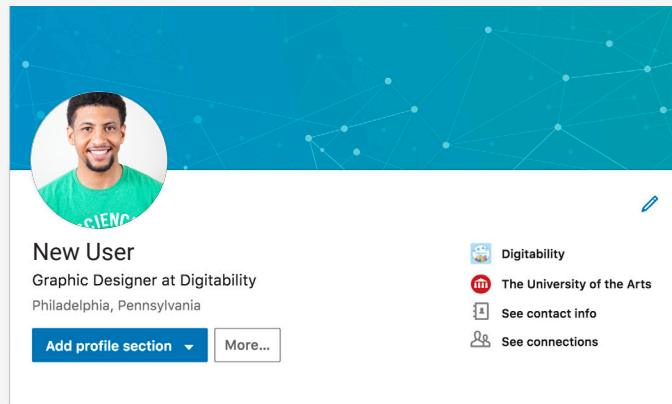 New User
Graphic Designer at Digitability
Philadelphia, Pennsylvania
Add profile section
More...
Digitability
The University of the Arts
See contact info
See connections